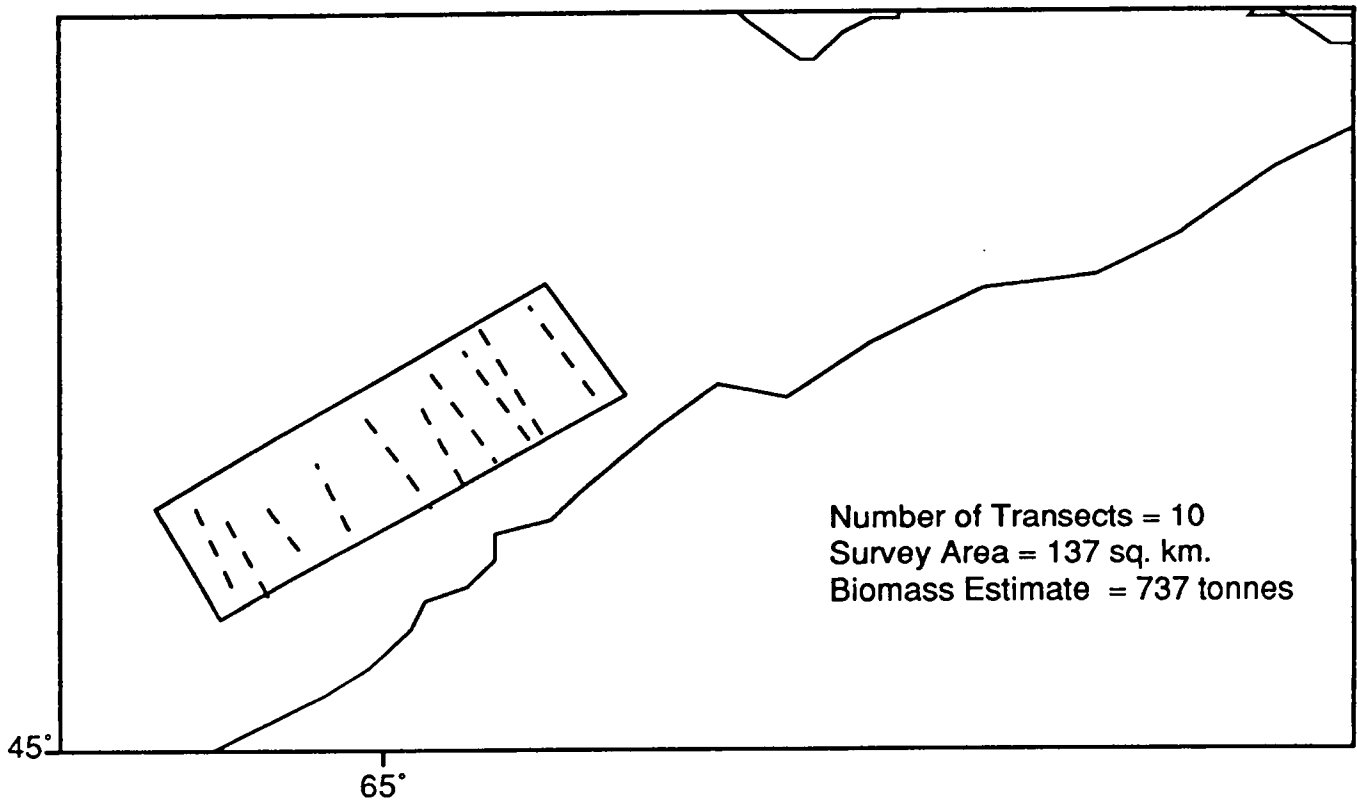 Number of Transects = 10
Survey Area = 137 sq. km.
Biomass Estimate = 737 tonnes
45°
65°